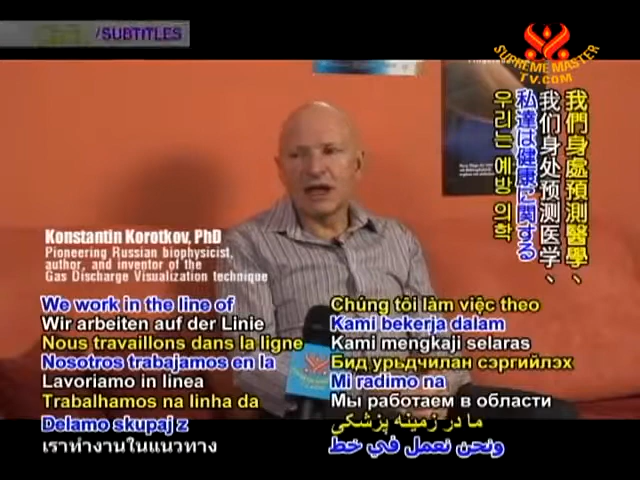 /SUBTITLES
SUPREME MASTER
TV.COM
我們身處預測醫學、
我们身处预测医学、
私達は健康に関する
우리는 예방 의학
Konstantin Korotkov, PhD
Pioneering Russian biophysicist,
author, and inventor of the
Gas Discharge Visualization technique
We work in the line of
Wir arbeiten auf der Linie
Nous travaillons dans la ligne
Nosotros trabajamos en la
Lavoriamo in linea
Trabalhamos na linha da
Delamo skupaj z
เราทำงานในแนวทาง
Chúng tôi làm việc theo
Kami bekerja dalam
Kami mengkaji selaras
Бид урьдчилан сэргийлэх
Mi radimo na
Мы работаем в области
ما در زمینه پزشکی
ونحن نعمل في خط